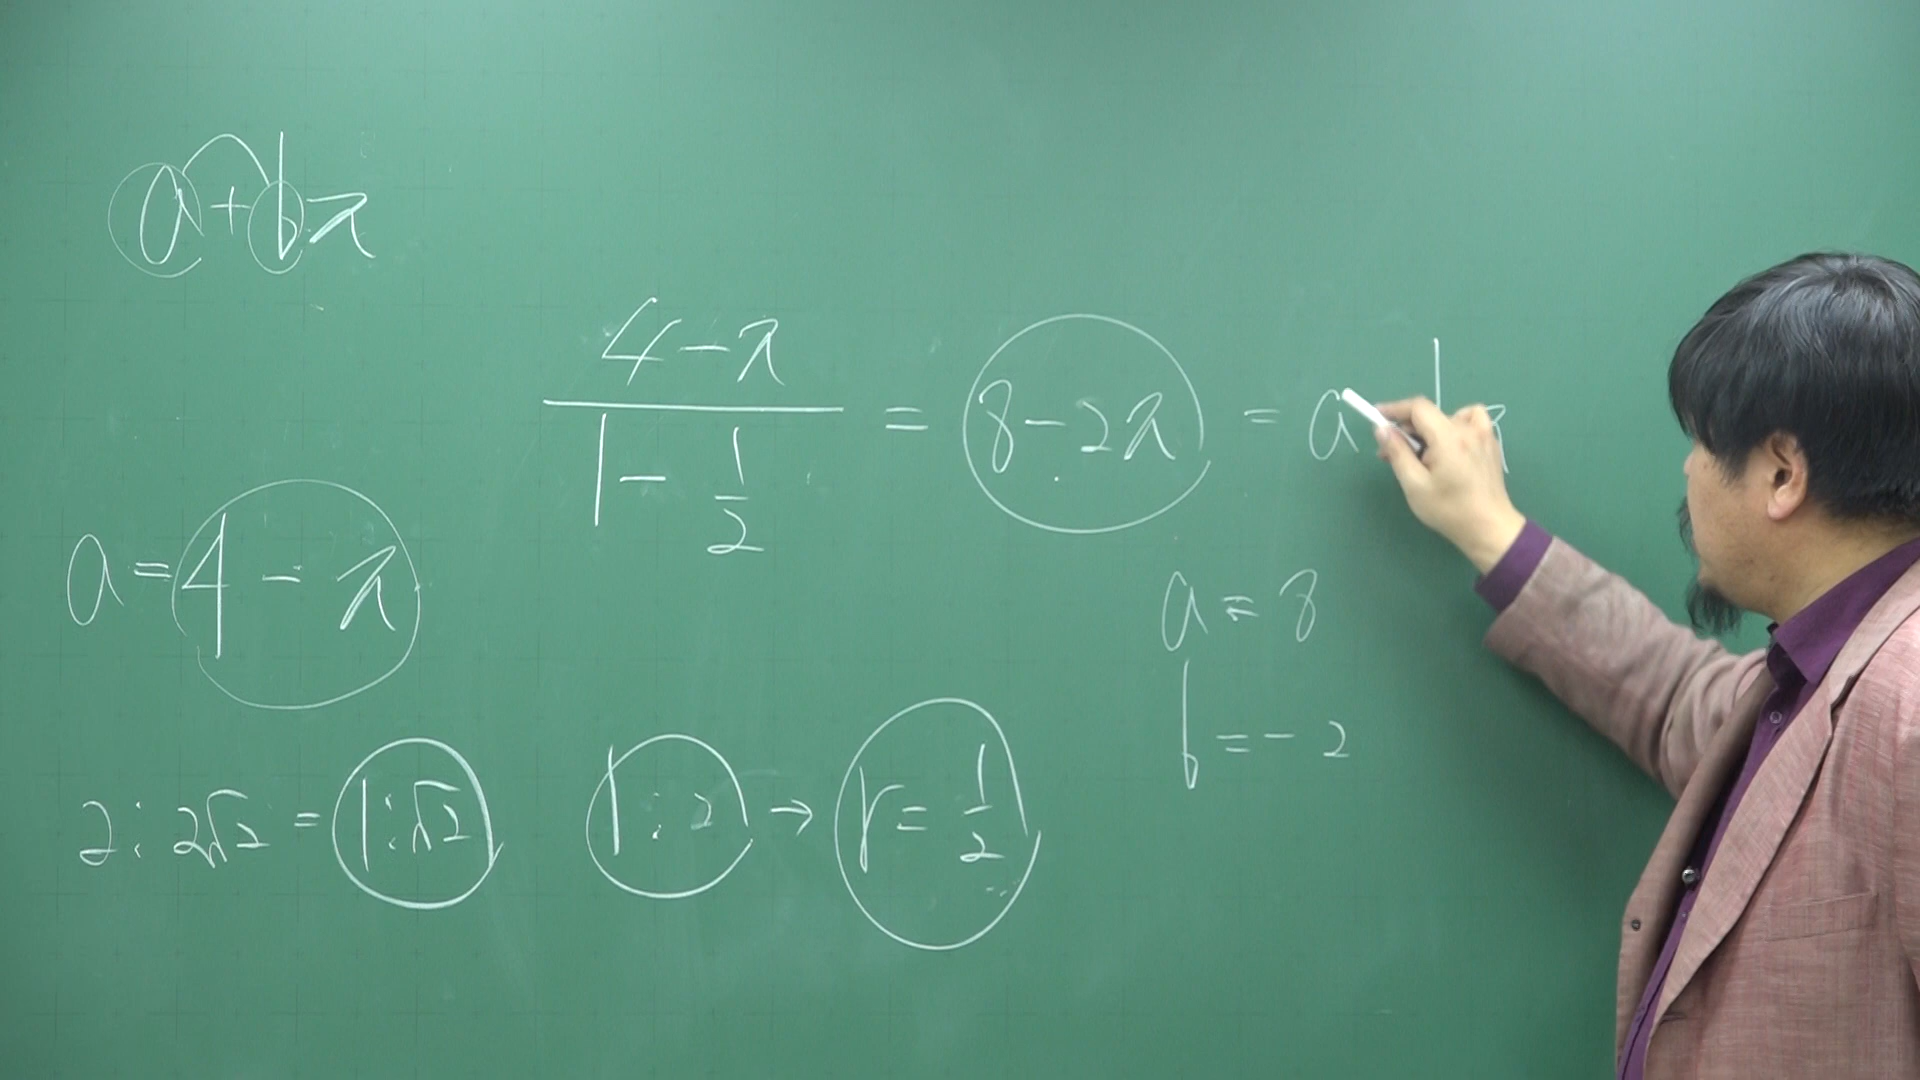 a+bπ
4-π
1-1/2 = 8-2π = a bπ
a=4-π
a=8
b=-2
2:2√2=1:√2 1:2→r=1/2